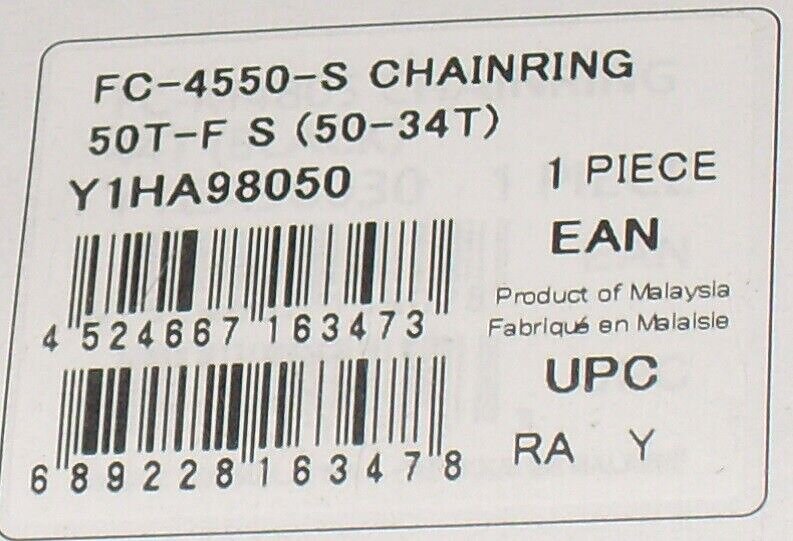 FC-4550-S CHAINRING
50T-F S (50-34T)
Y1HA98050
1 PIECE
EAN
4 524667 163473
Product of Malaysia
Fabriqué en Malaisie
UPC
6 89228 16347 8
RA Y